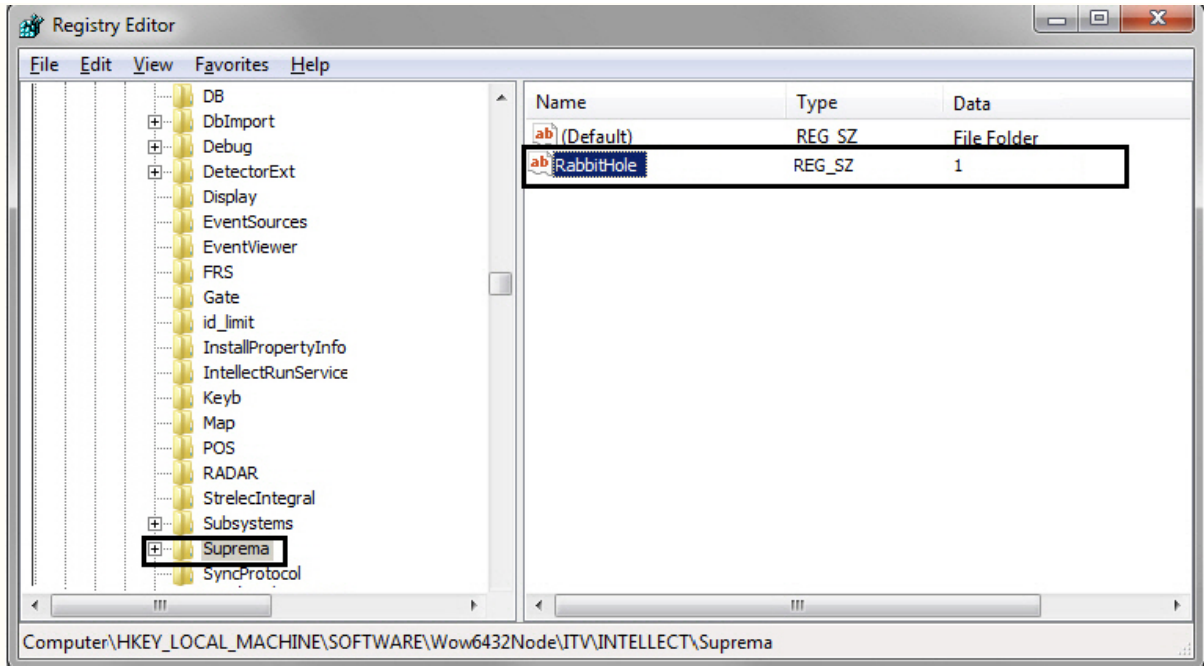 Registry Editor
File Edit View Favorites Help
DB
DbImport
Debug
DetectorExt
Display
EventSources
EventViewer
FRS
Gate
id_limit
InstallPropertyInfo
IntellectRunService
Keyb
Map
POS
RADAR
StrelecIntegral
Subsystems
Suprema
SyncProtocol
Name Type Data
ab (Default) REG_SZ File Folder
ab RabbitHole REG_SZ 1
Computer\HKEY_LOCAL_MACHINE\SOFTWARE\Wow6432Node\ITV\INTELLECT\Suprema